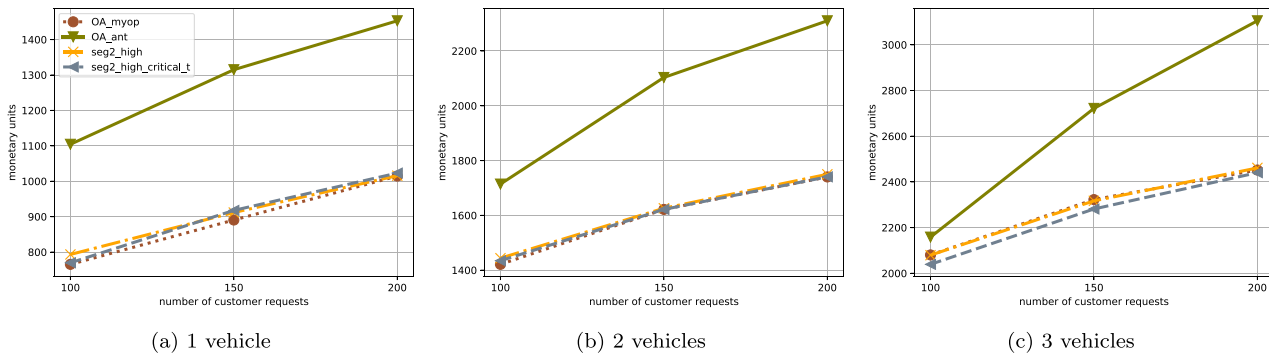 OA_myop
OA_ant
seg2_high
seg2_high_critical_t
monetary units
1400
1300
1200
1100
1000
900
800
100
150
200
number of customer requests
(a) 1 vehicle
monetary units
2200
2000
1800
1600
1400
100
150
200
number of customer requests
(b) 2 vehicles
monetary units
3000
2800
2600
2400
2200
2000
100
150
200
number of customer requests
(c) 3 vehicles